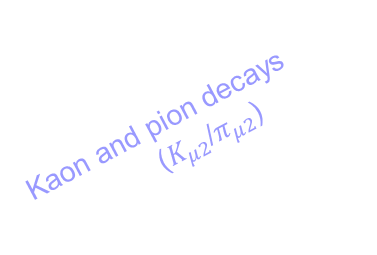 Kaon and pion decays
(Kμ2/πμ2)